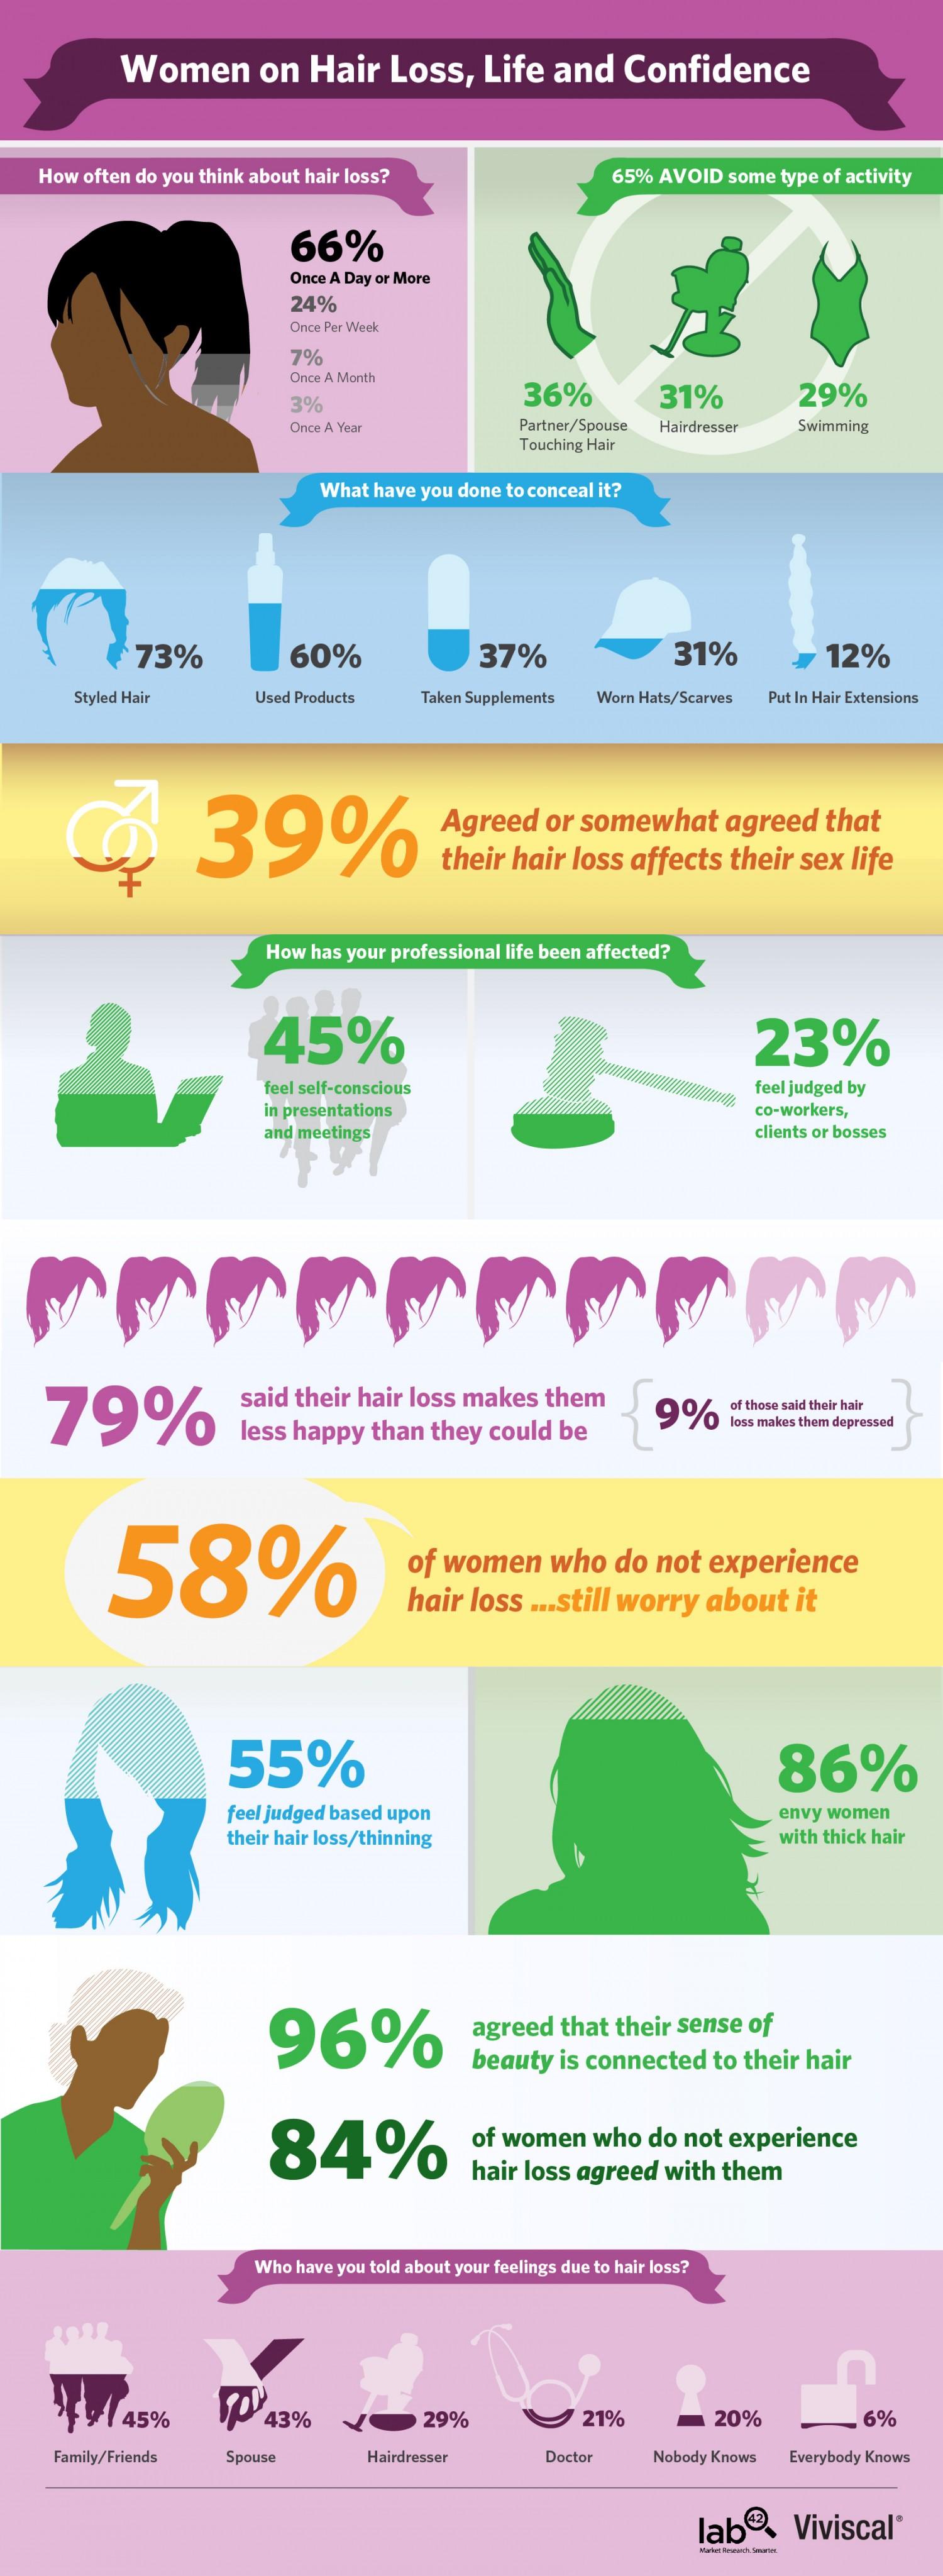 Women on Hair Loss, Life and Confidence
How often do you think about hair loss?
66%
Once A Day or More
24%
Once Per Week
7%
Once A Month
3%
Once A Year
65% AVOID some type of activity
36%
Partner/Spouse
Touching Hair
31%
Hairdresser
29%
Swimming
What have you done to conceal it?
73%
Styled Hair
60%
Used Products
37%
Taken Supplements
31%
Worn Hats/Scarves
12%
Put In Hair Extensions
39%
Agreed or somewhat agreed that
their hair loss affects their sex life
How has your professional life been affected?
45%
feel self-conscious
in presentations
and meetings
23%
feel judged by
co-workers,
clients or bosses
79%
said their hair loss makes them
less happy than they could be
9%
of those said their hair
loss makes them depressed
58%
of women who do not experience
hair loss ...still worry about it
55%
feel judged based upon
their hair loss/thinning
86%
envy women
with thick hair
96%
agreed that their sense of
beauty is connected to their hair
84%
of women who do not experience
hair loss agreed with them
Who have you told about your feelings due to hair loss?
45%
Family/Friends
43%
Spouse
29%
Hairdresser
21%
Doctor
20%
Nobody Knows
6%
Everybody Knows
lab42
Market Research. Smarter.
Viviscal®